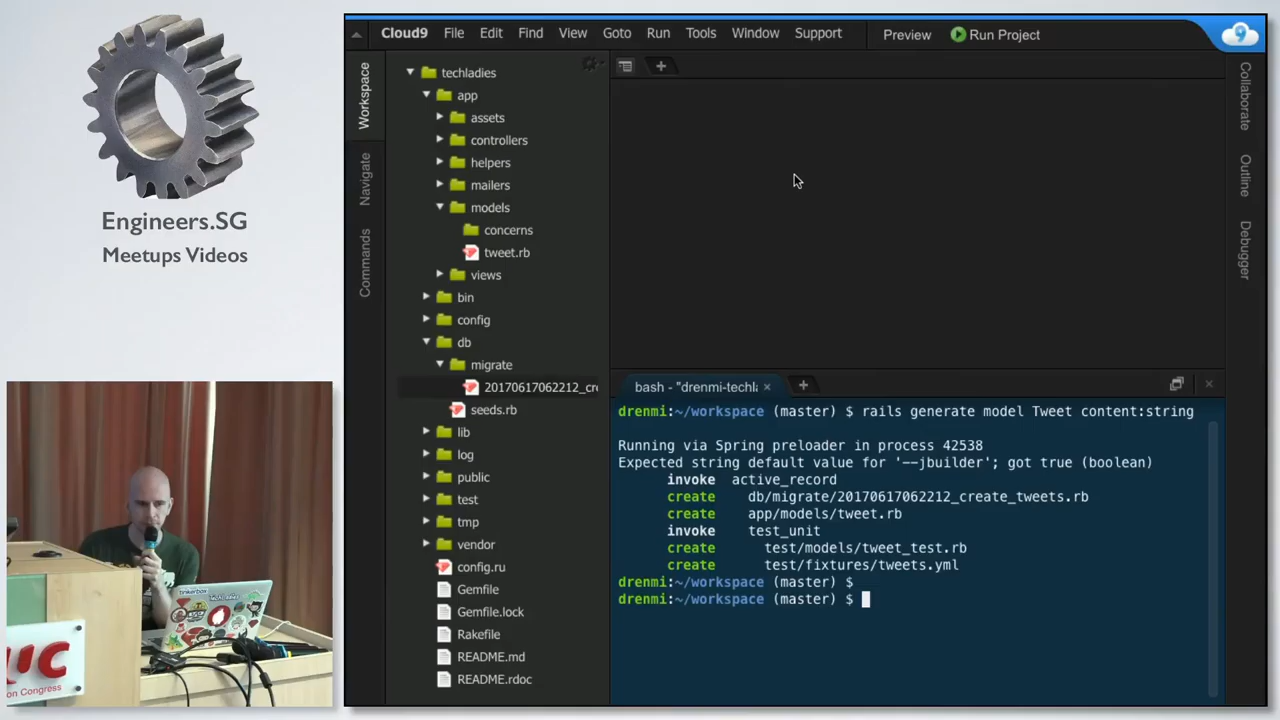 Engineers.SG
Meetups Videos
Cloud9 File Edit Find View Goto Run Tools Window Support Preview Run Project
Workspace
Navigate
Commands
techladies
app
assets
controllers
helpers
mailers
models
concerns
tweet.rb
views
bin
config
db
migrate
20170617062212_cre
seeds.rb
lib
log
public
test
tmp
vendor
config.ru
Gemfile
Gemfile.lock
Rakefile
README.md
README.rdoc
Collaborate
Outline
Debugger
bash - "drenmi-techla
drenmi:~/workspace (master) $ rails generate model Tweet content:string
Running via Spring preloader in process 42538
Expected string default value for '--jbuilder'; got true (boolean)
invoke active_record
create db/migrate/20170617062212_create_tweets.rb
create app/models/tweet.rb
invoke test_unit
create test/models/tweet_test.rb
create test/fixtures/tweets.yml
drenmi:~/workspace (master) $
drenmi:~/workspace (master) $
tinkerbox
on Congress